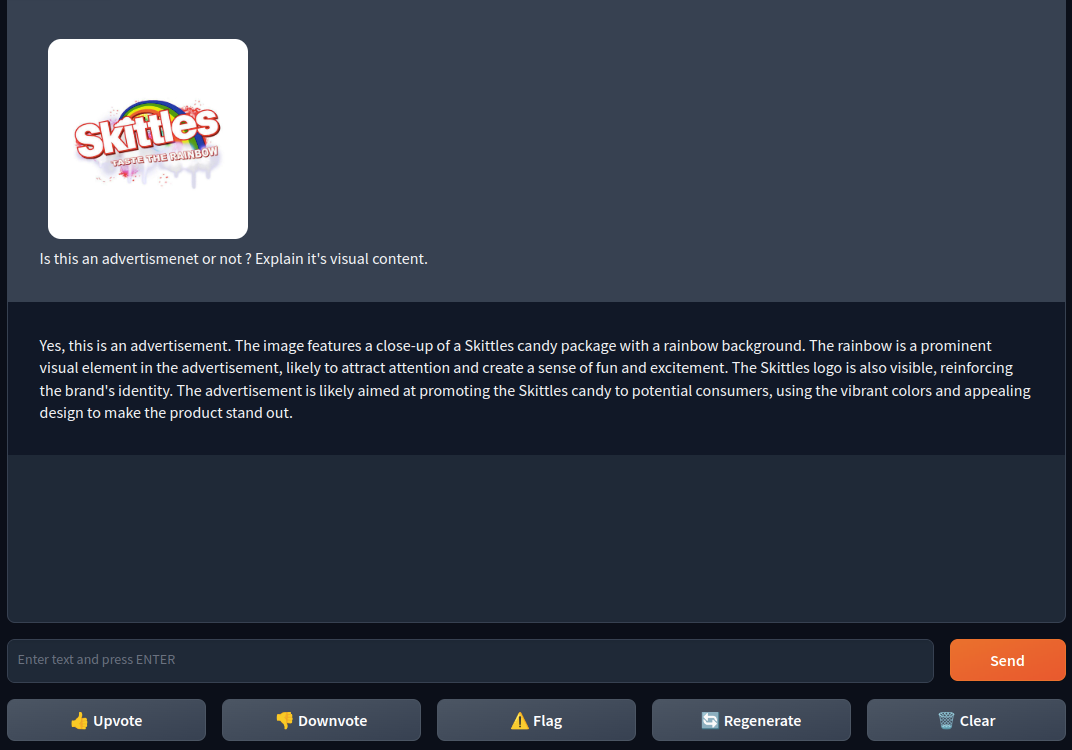 Skittles
TASTE THE RAINBOW
Is this an advertismenet or not ? Explain it's visual content.
Yes, this is an advertisement. The image features a close-up of a Skittles candy package with a rainbow background. The rainbow is a prominent
visual element in the advertisement, likely to attract attention and create a sense of fun and excitement. The Skittles logo is also visible, reinforcing
the brand's identity. The advertisement is likely aimed at promoting the Skittles candy to potential consumers, using the vibrant colors and appealing
design to make the product stand out.
Enter text and press ENTER
Send
👍 Upvote
👎 Downvote
⚠️ Flag
🔄 Regenerate
🗑️ Clear